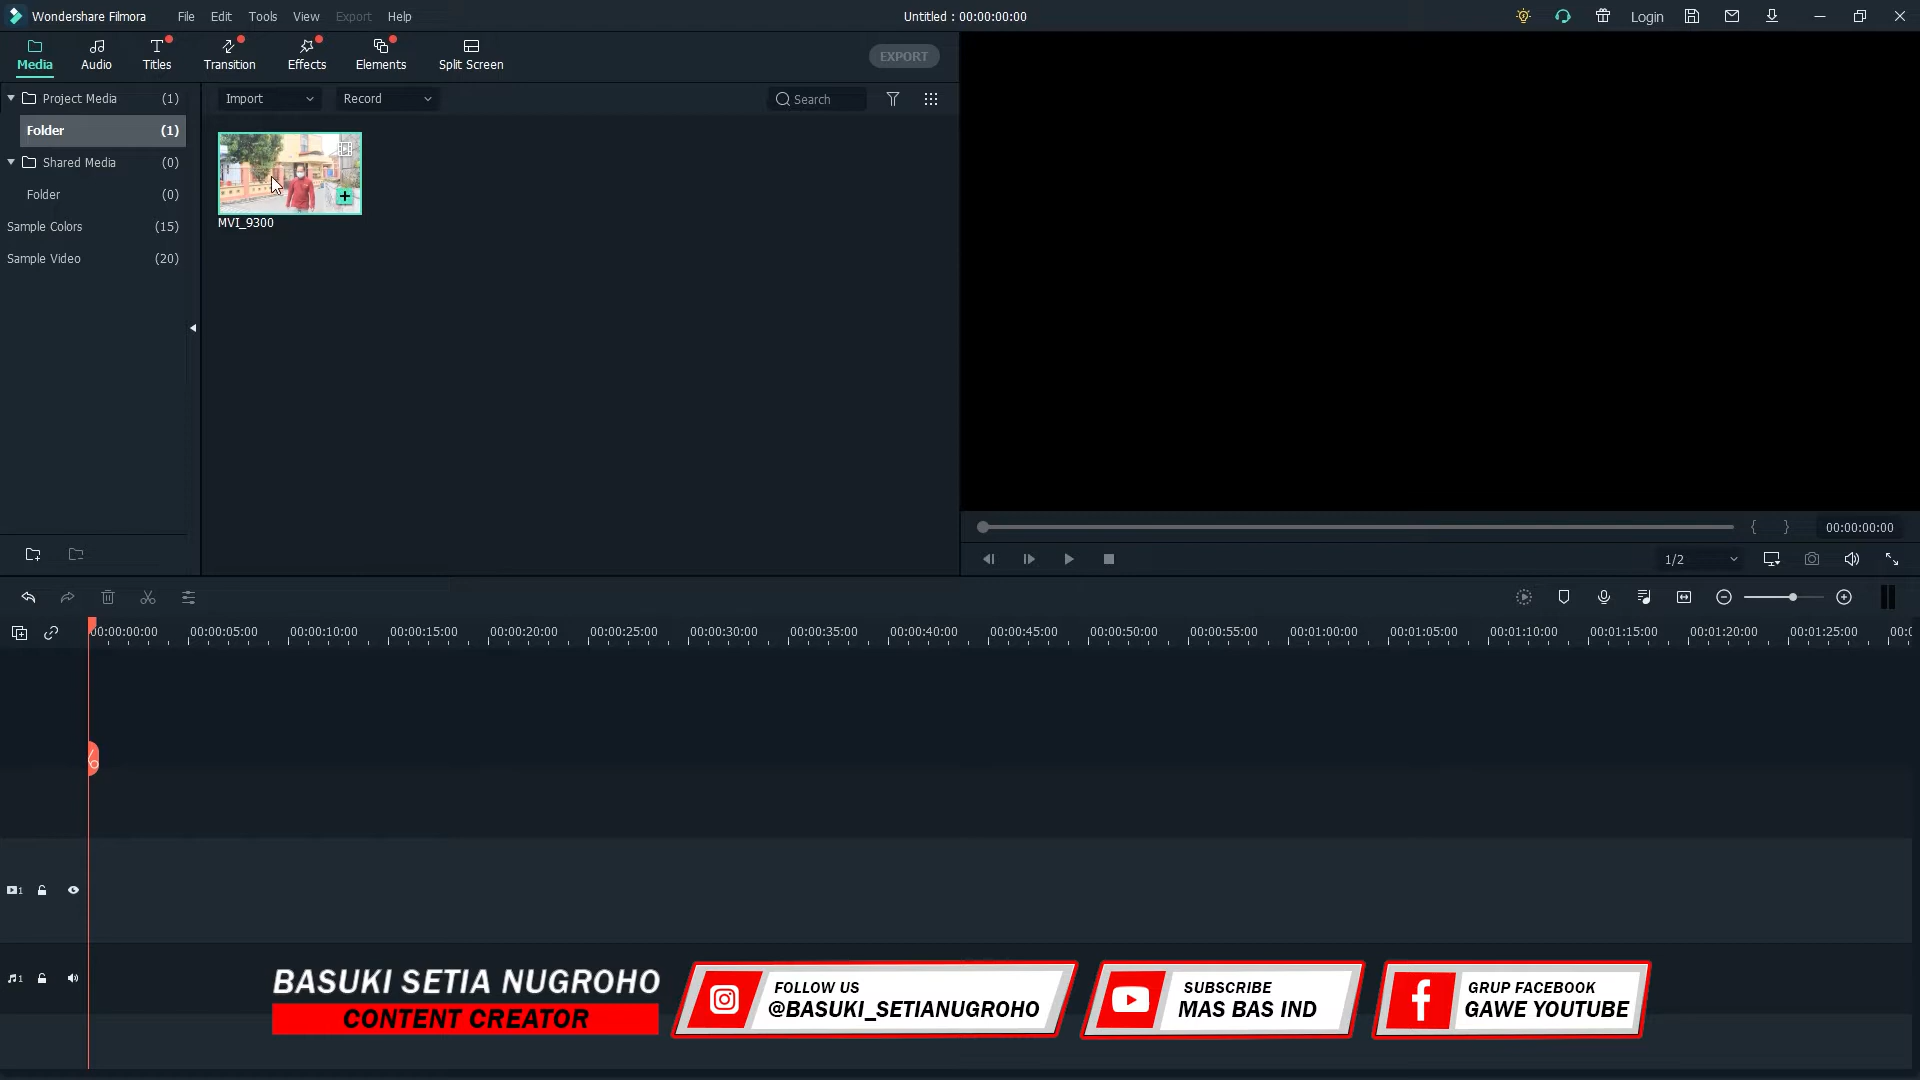 Wondershare Filmora File Edit Tools View Export Help
Untitled : 00:00:00:00
Login
Media Audio Titles Transition Effects Elements Split Screen
EXPORT
Project Media (1)
Folder (1)
Shared Media (0)
Folder (0)
Sample Colors (15)
Sample Video (20)
Import Record Search
MVI_9300
00:00:00:00
1/2
00:00:00:00 00:00:05:00 00:00:10:00 00:00:15:00 00:00:20:00 00:00:25:00 00:00:30:00 00:00:35:00 00:00:40:00 00:00:45:00 00:00:50:00 00:00:55:00 00:01:00:00 00:01:05:00 00:01:10:00 00:01:15:00 00:01:20:00 00:01:25:00 00:0
1
1
BASUKI SETIA NUGROHO
CONTENT CREATOR
FOLLOW US
@BASUKI_SETIANUGROHO
SUBSCRIBE
MAS BAS IND
GRUP FACEBOOK
GAWE YOUTUBE